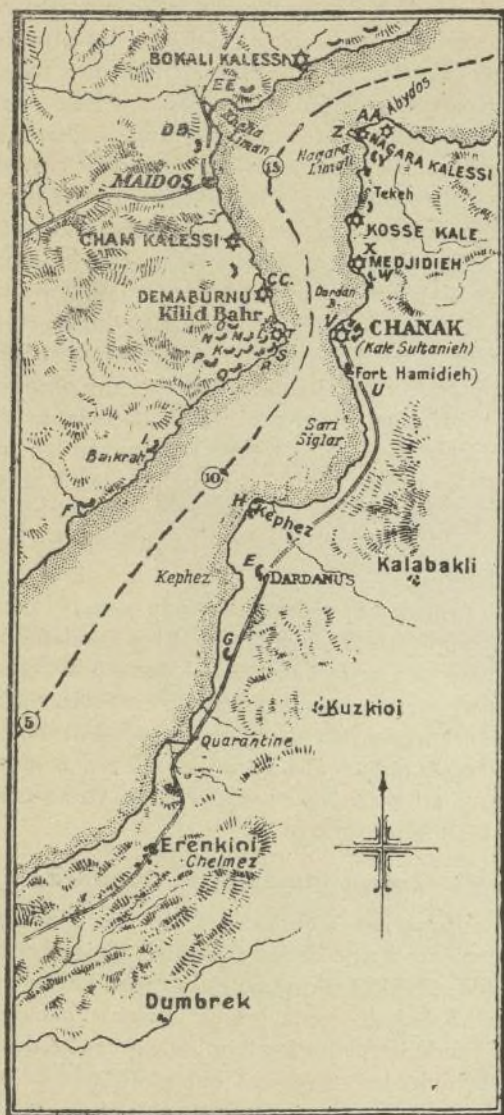 BOKALI KALESSI
EE
Kilia
Liman
DD
AA
Abydos
Z
NAGARA KALESSI
Y
Nagara
Limali
15
MAIDOS
Tekeh
KOSSE KALE
X
CHAM KALESSI
MEDJIDIEH
W
CC
DEMABURNU
Kilid Bahr
Dardan
B.
V
T
S
R
O
N
M
L
K
J
P
Q
CHANAK
(Kale Sultanieh)
Fort Hamidieh)
U
Sari
Siglar
I
Baikrah
F
10
H
Kephez
Kephez
E
DARDANUS
Kalabakli
G
Kuzkioi
5
Quarantine
Erenkioi
Chelmez
Dumbrek